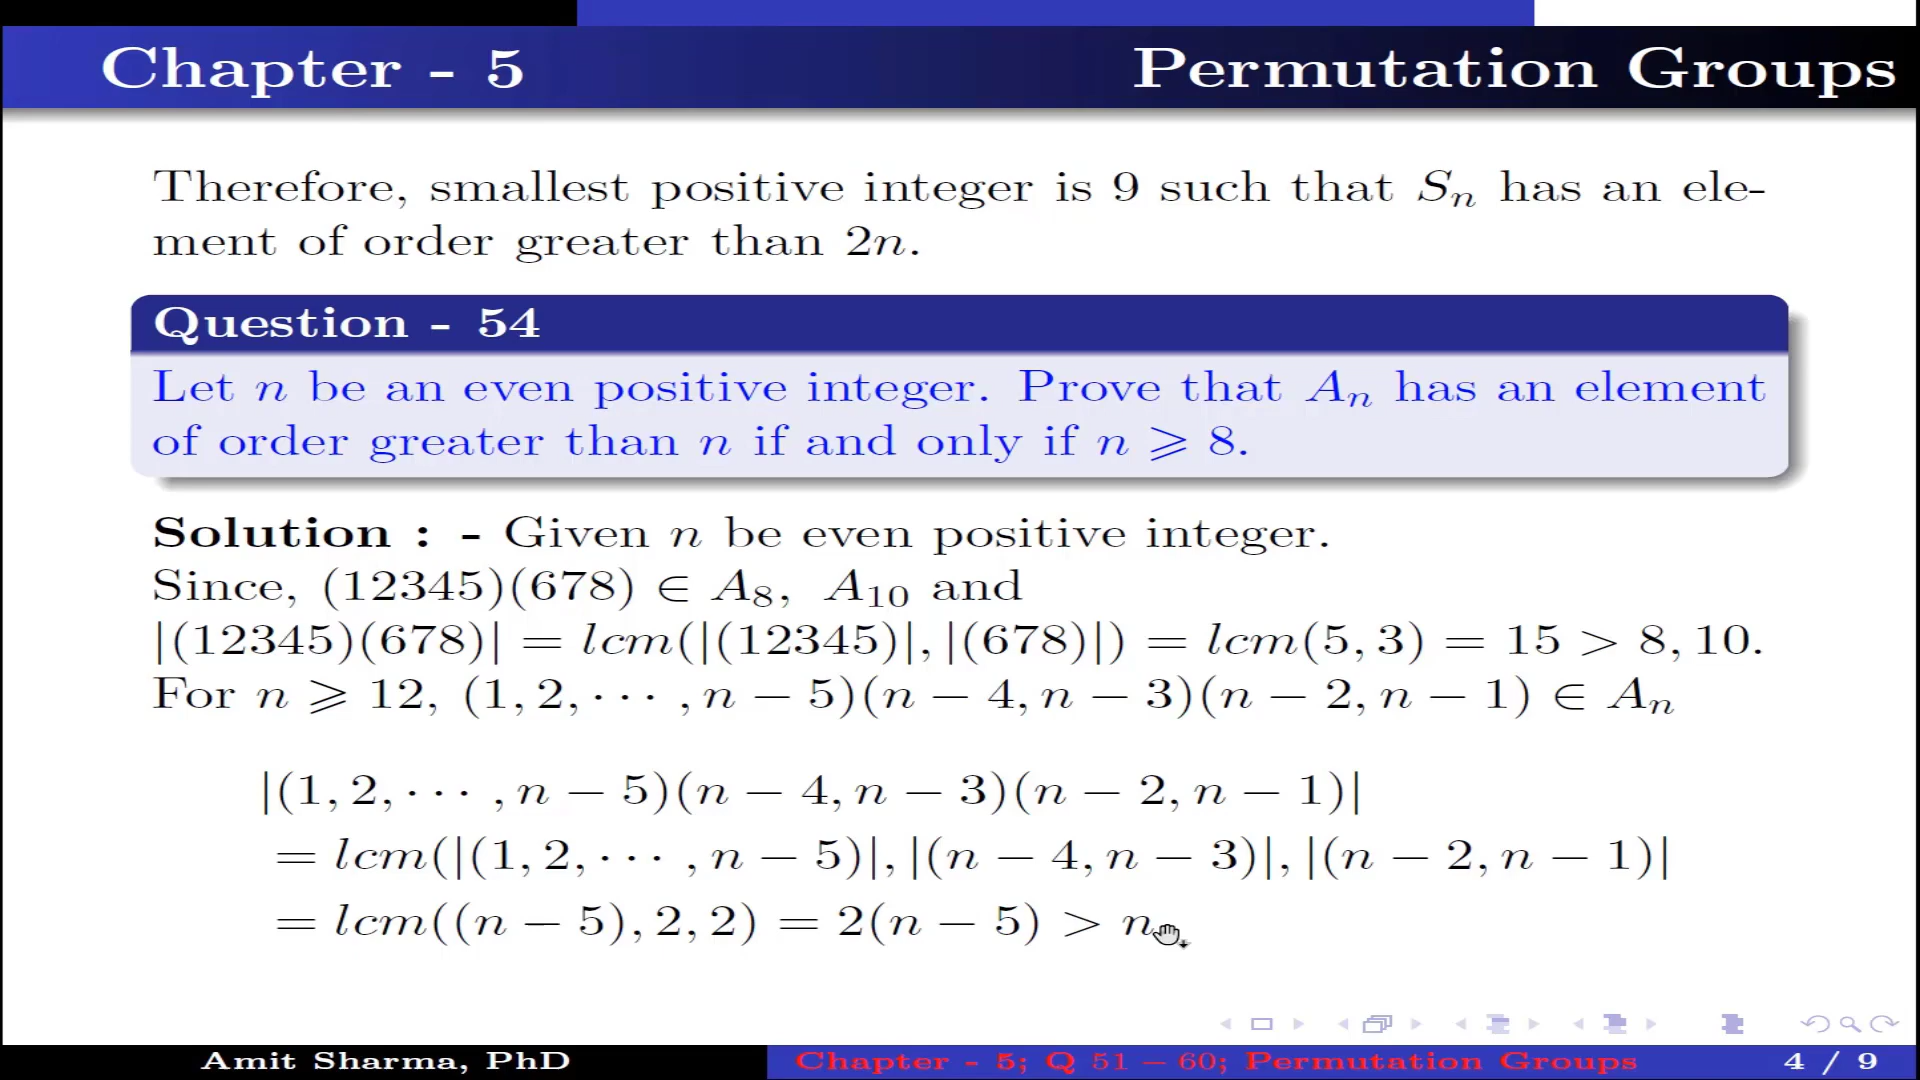 Chapter - 5 Permutation Groups
Therefore, smallest positive integer is 9 such that Sₙ has an ele-
ment of order greater than 2n.
Question - 54
Let n be an even positive integer. Prove that Aₙ has an element
of order greater than n if and only if n ⩾ 8.
Solution : - Given n be even positive integer.
Since, (12345)(678) ∈ A₈, A₁₀ and
|(12345)(678)| = lcm(|(12345)|, |(678)|) = lcm(5, 3) = 15 > 8, 10.
For n ⩾ 12, (1, 2, ··· , n − 5)(n − 4, n − 3)(n − 2, n − 1) ∈ Aₙ
|(1, 2, ··· , n − 5)(n − 4, n − 3)(n − 2, n − 1)|
= lcm(|(1, 2, ··· , n − 5)|, |(n − 4, n − 3)|, |(n − 2, n − 1)|
= lcm((n − 5), 2, 2) = 2(n − 5) > n
Amit Sharma, PhD Chapter - 5; Q 51 − 60; Permutation Groups 4 / 9